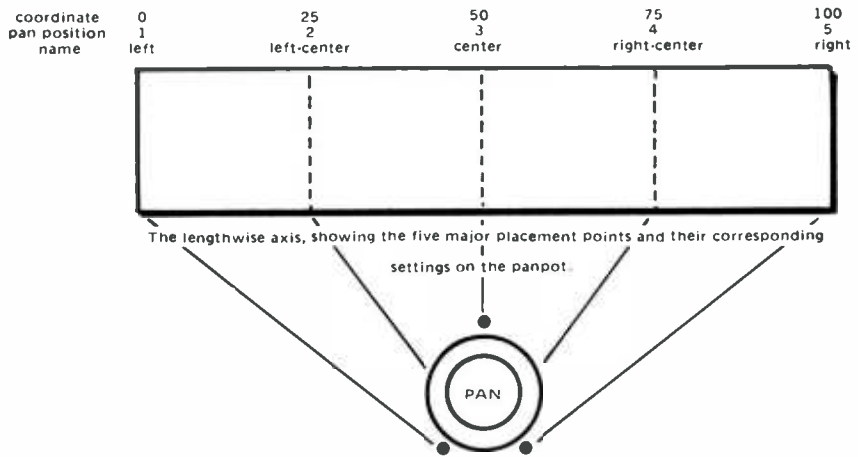 coordinate 0 25 50 75 100
pan position 1 2 3 4 5
name left left-center center right-center right
The lengthwise axis, showing the five major placement points and their corresponding
settings on the panpot
PAN